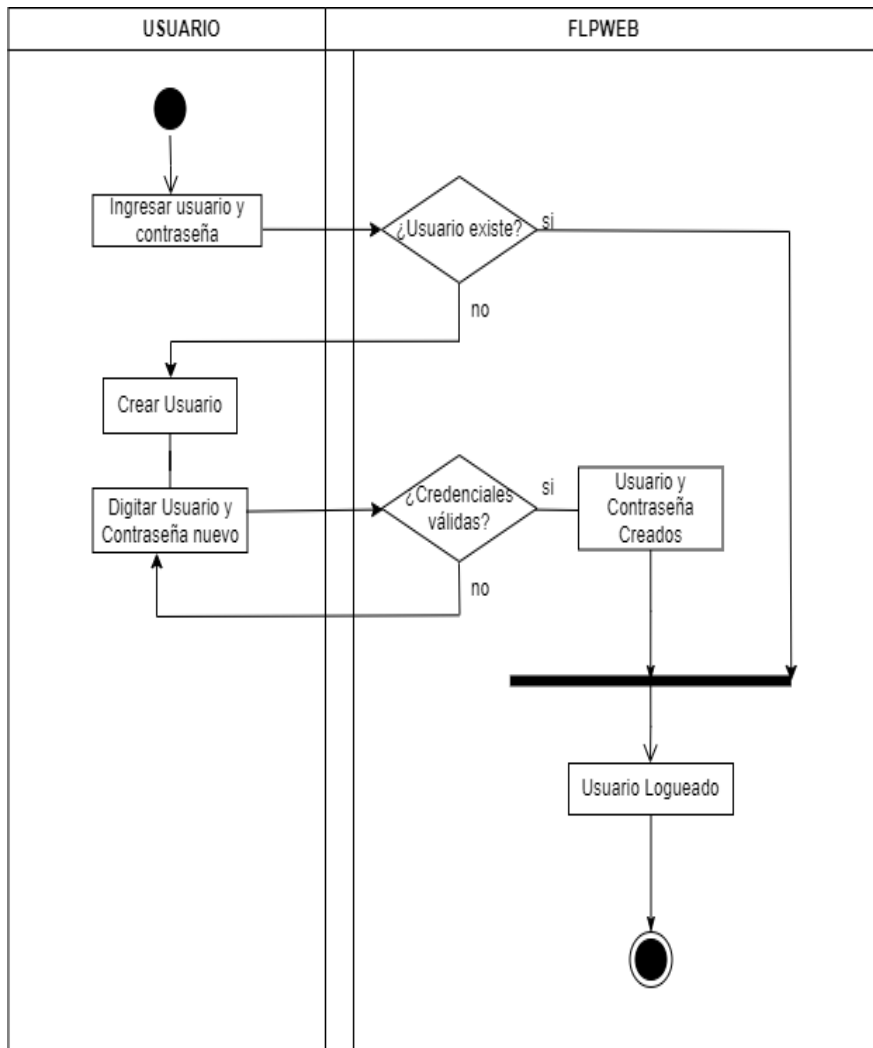 USUARIO
FLPWEB
Ingresar usuario y
contraseña
¿Usuario existe?
si
no
Crear Usuario
Digitar Usuario y
Contraseña nuevo
¿Credenciales
válidas?
si
no
Usuario y
Contraseña
Creados
Usuario Logueado